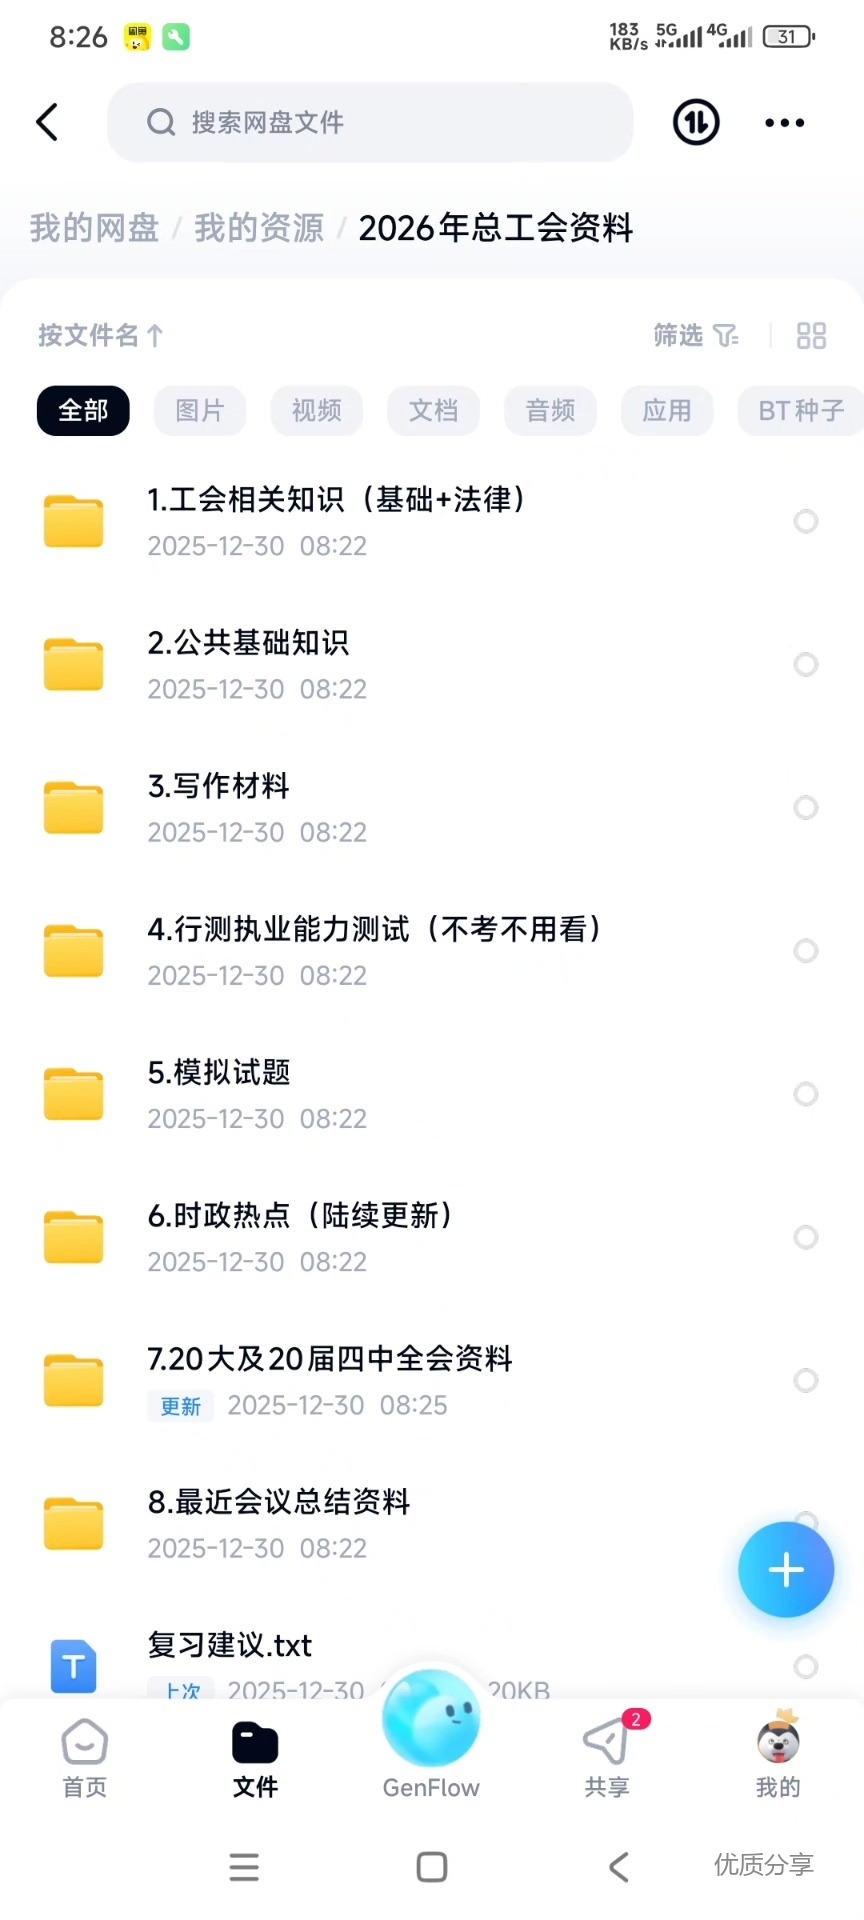 8:26
183 KB/s 5G 4G 31
搜索网盘文件
我的网盘 / 我的资源 / 2026年总工会资料
按文件名↑ 筛选
全部 图片 视频 文档 音频 应用 BT种子
1.工会相关知识（基础+法律）
2025-12-30 08:22
2.公共基础知识
2025-12-30 08:22
3.写作材料
2025-12-30 08:22
4.行测执业能力测试（不考不用看）
2025-12-30 08:22
5.模拟试题
2025-12-30 08:22
6.时政热点（陆续更新）
2025-12-30 08:22
7.20大及20届四中全会资料
更新 2025-12-30 08:25
8.最近会议总结资料
2025-12-30 08:22
复习建议.txt
T
上次 2025-12-30 20KB
2
首页 文件 GenFlow 共享 我的
优质分享